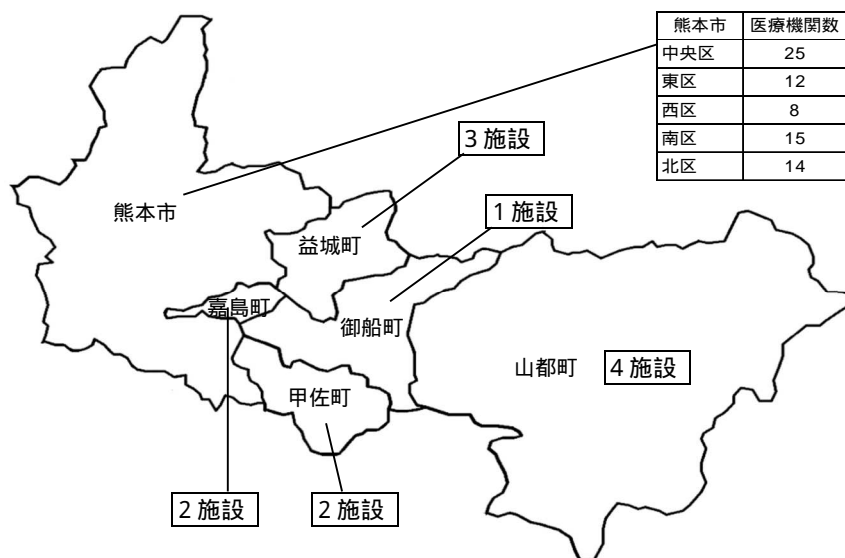 熊本市 医療機関数
中央区 25
東区 12
西区 8
南区 15
北区 14
3 施設
1 施設
熊本市
益城町
嘉島町
御船町
山都町 4 施設
甲佐町
2 施設 2 施設